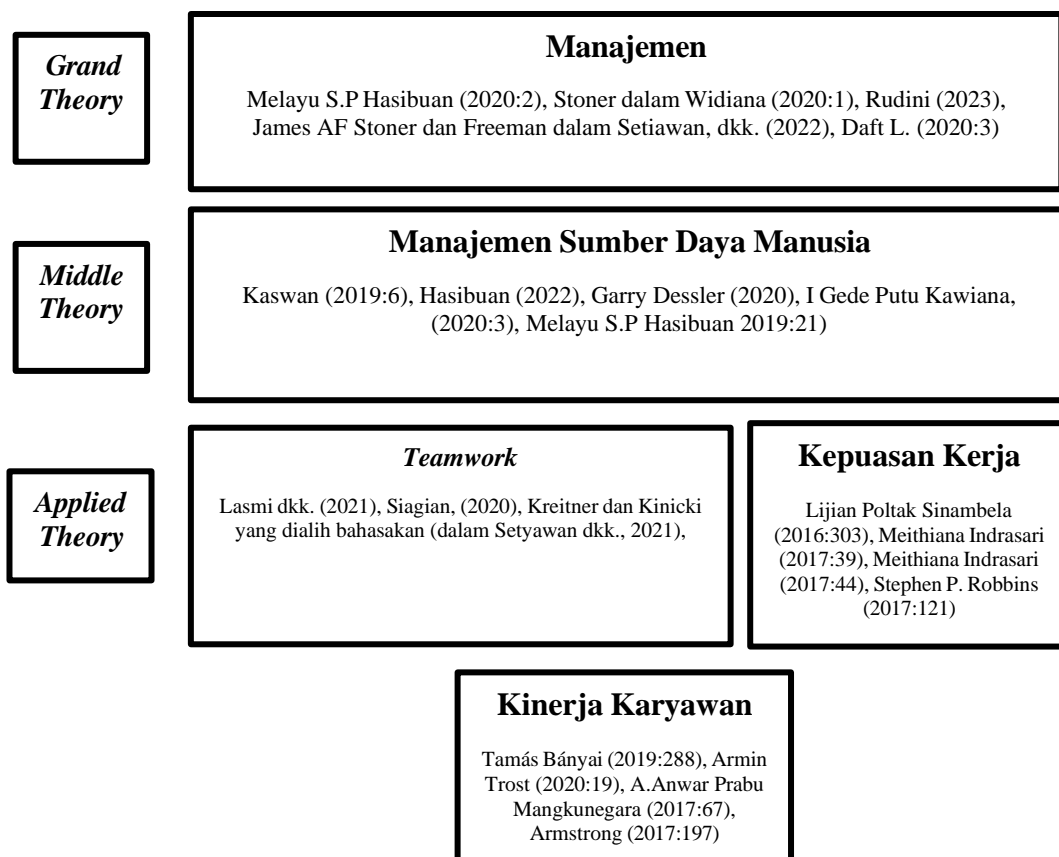 Grand
Theory
Manajemen
Melayu S.P Hasibuan (2020:2), Stoner dalam Widiana (2020:1), Rudini (2023),
James AF Stoner dan Freeman dalam Setiawan, dkk. (2022), Daft L. (2020:3)
Middle
Theory
Manajemen Sumber Daya Manusia
Kaswan (2019:6), Hasibuan (2022), Garry Dessler (2020), I Gede Putu Kawiana,
(2020:3), Melayu S.P Hasibuan 2019:21)
Applied
Theory
Teamwork
Lasmi dkk. (2021), Siagian, (2020), Kreitner dan Kinicki
yang dialih bahasakan (dalam Setyawan dkk., 2021),
Kepuasan Kerja
Lijian Poltak Sinambela
(2016:303), Meithiana Indrasari
(2017:39), Meithiana Indrasari
(2017:44), Stephen P. Robbins
(2017:121)
Kinerja Karyawan
Tamás Bányai (2019:288), Armin
Trost (2020:19), A.Anwar Prabu
Mangkunegara (2017:67),
Armstrong (2017:197)